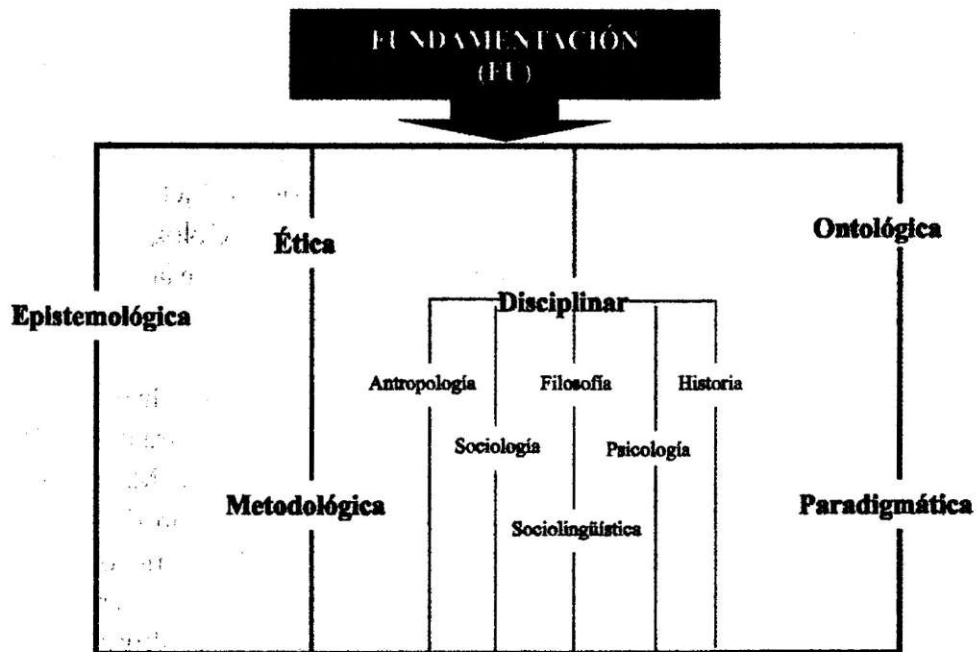 FUNDAMENTACIÓN
(FU)
Ética
Ontológica
Epistemológica
Disciplinar
Antropología
Filosofía
Historia
Sociología
Psicología
Metodológica
Paradigmática
Sociolingüística